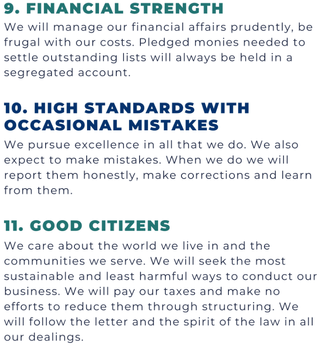 9. FINANCIAL STRENGTH
We will manage our financial affairs prudently, be
frugal with our costs. Pledged monies needed to
settle outstanding lists will always be held in a
segregated account.
10. HIGH STANDARDS WITH
OCCASIONAL MISTAKES
We pursue excellence in all that we do. We also
expect to make mistakes. When we do we will
report them honestly, make corrections and learn
from them.
11. GOOD CITIZENS
We care about the world we live in and the
communities we serve. We will seek the most
sustainable and least harmful ways to conduct our
business. We will pay our taxes and make no
efforts to reduce them through structuring. We
will follow the letter and the spirit of the law in all
our dealings.